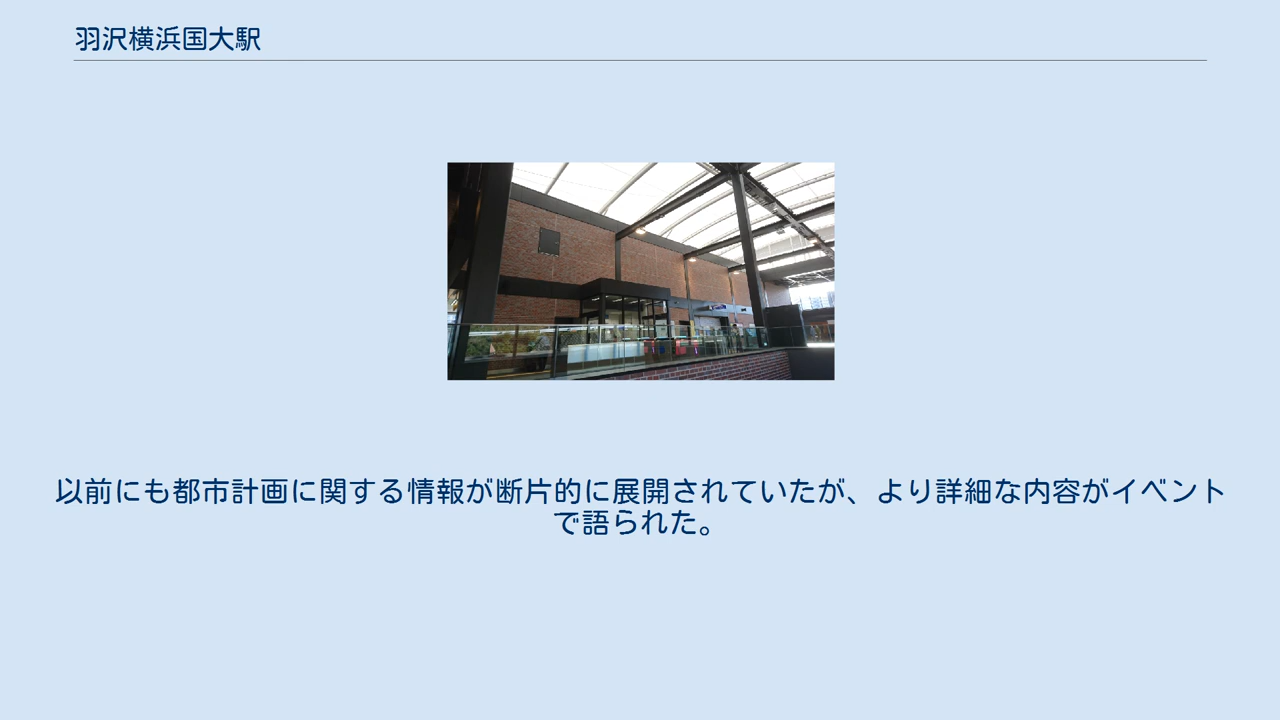 羽沢横浜国大駅
以前にも都市計画に関する情報が断片的に展開されていたが、より詳細な内容がイベント
で語られた。